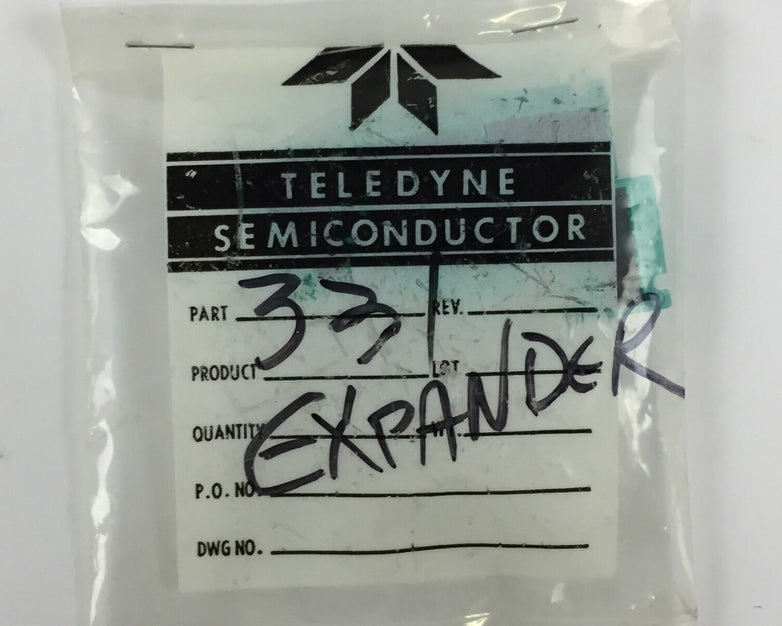 TELEDYNE
SEMICONDUCTOR
PART 331 REV.
PRODUCT LOT
EXPANDER
QUANTITY
P.O. NO.
DWG NO.